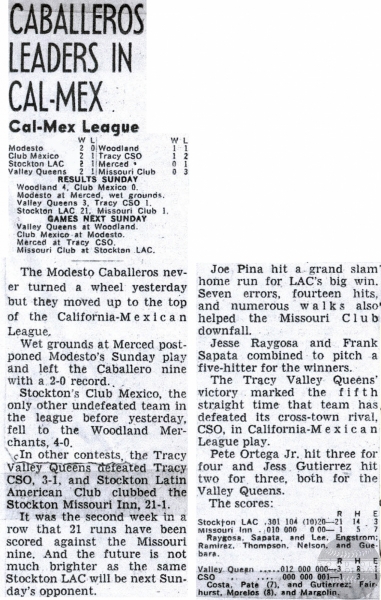 CABALLEROS
LEADERS IN
CAL-MEX
Cal-Mex League
W L W L
Modesto 2 0 Woodland 1 1
Club Mexico 2 1 Tracy CSO 1 2
Stockton LAC 2 1 Merced 0 1
Valley Queens 2 1 Missouri Club 0 3
RESULTS SUNDAY
Woodland 4, Club Mexico 0.
Modesto at Merced, wet grounds.
Valley Queens 3, Tracy CSO 1.
Stockton LAC 21, Missouri Club 1.
GAMES NEXT SUNDAY
Valley Queens at Woodland.
Club Mexico at Modesto.
Merced at Tracy CSO.
Missouri Club at Stockton LAC.
The Modesto Caballeros nev-
er turned a wheel yesterday
but they moved up to the top
of the California-Mexican
League.
Wet grounds at Merced post-
poned Modesto's Sunday play
and left the Caballero nine
with a 2-0 record.
Stockton's Club Mexico, the
only other undefeated team in
the league before yesterday,
fell to the Woodland Mer-
chants, 4-0.
In other contests, the Tracy
Valley Queens defeated Tracy
CSO, 3-1, and Stockton Latin
American Club clubbed the
Stockton Missouri Inn, 21-1.
It was the second week in a
row that 21 runs have been
scored against the Missouri
nine. And the future is not
much brighter as the same
Stockton LAC will be next Sun-
day's opponent.
Joe Pina hit a grand slam
home run for LAC's big win.
Seven errors, fourteen hits,
and numerous walks also
helped the Missouri Club
downfall.
Jesse Raygosa and Frank
Sapata combined to pitch a
five-hitter for the winners.
The Tracy Valley Queens'
victory marked the fifth
straight time that team has
defeated its cross-town rival,
CSO, in California-Mexican
League play.
Pete Ortega Jr. hit three for
four and Jess Gutierrez hit
two for three, both for the
Valley Queens.
The scores:
R H E
Stockton LAC .301 104 (10)20—21 14 3
Missouri Inn .010 000 0 00— 1 5 7
Raygosa, Sapata, and Lee, Engstrom;
Ramirez, Thompson, Nelson, and Gue-
bara.
R H E
Valley Queen .....012 000 000—3 8 1
CSO ..... 000 000 001—1 3 1
Costa, Pate (7), and Gutierrez; Fair-
hurst, Morelos (8), and Margolin.